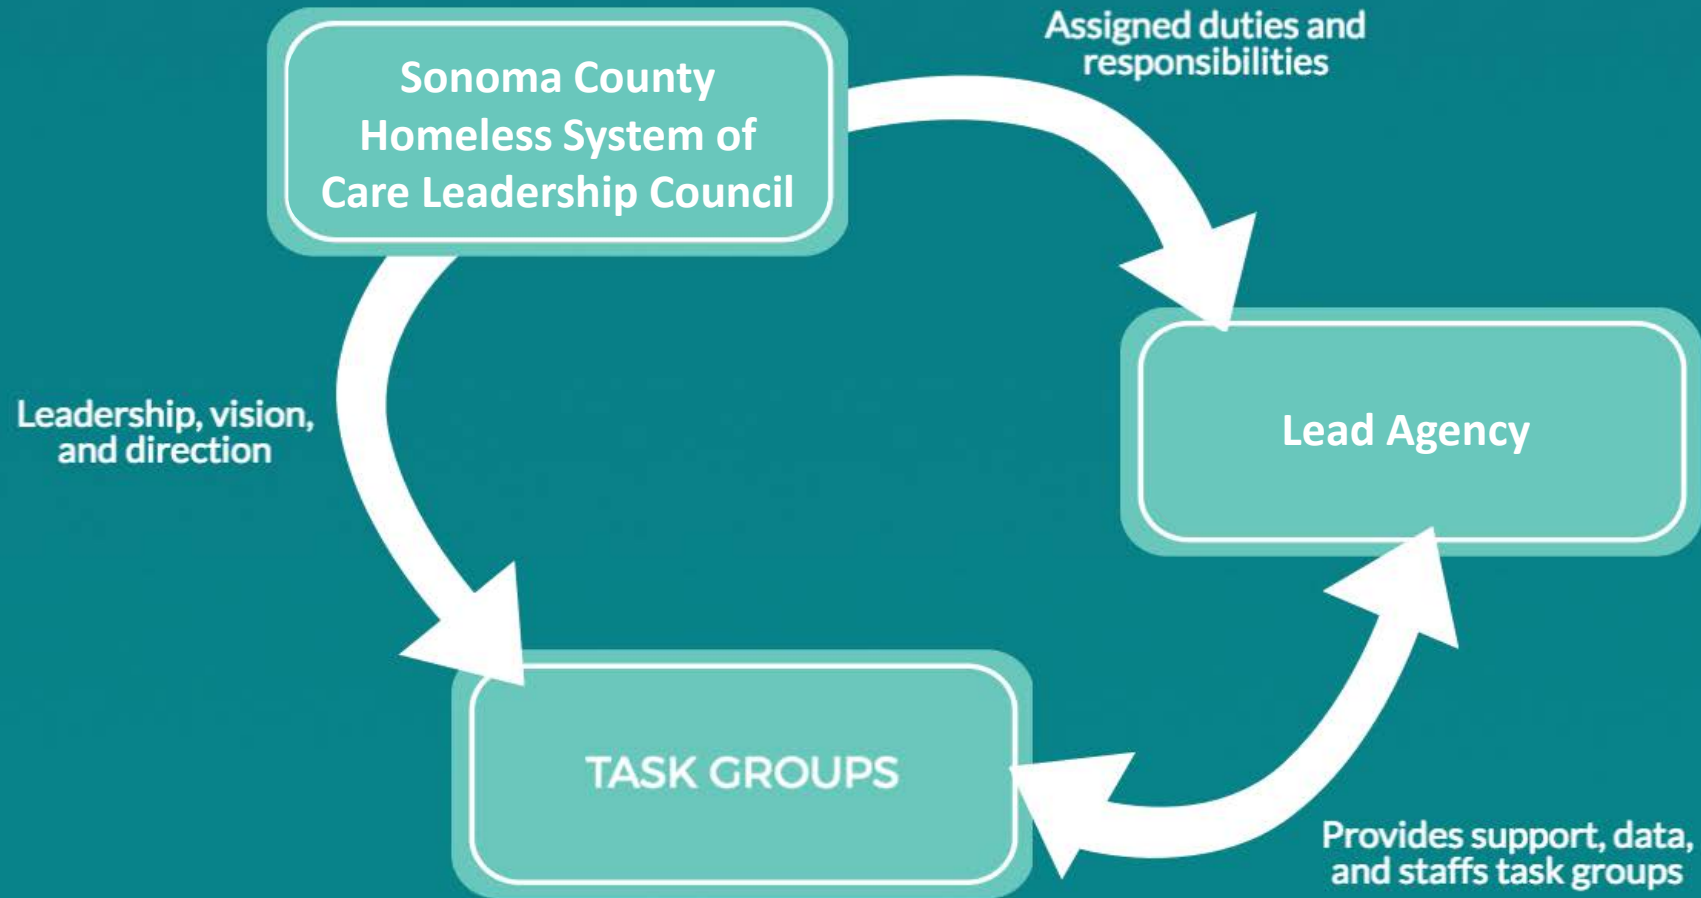 Sonoma County
Homeless System of
Care Leadership Council
Assigned duties and
responsibilities
Leadership, vision,
and direction
Lead Agency
TASK GROUPS
Provides support, data,
and staffs task groups